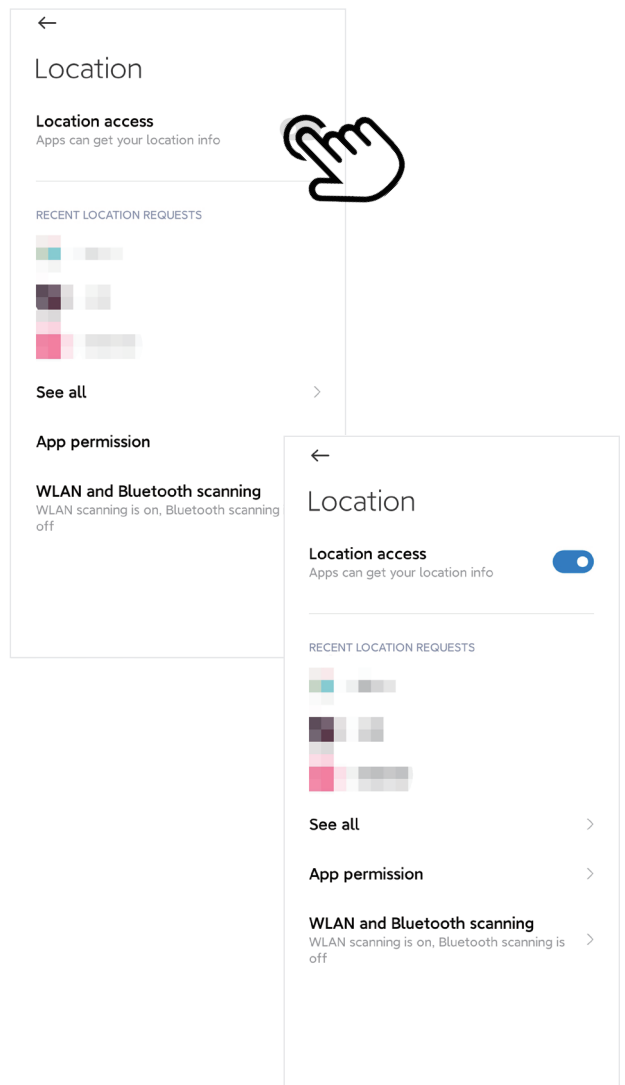 Location
Location access
Apps can get your location info
RECENT LOCATION REQUESTS
See all
App permission
WLAN and Bluetooth scanning
WLAN scanning is on, Bluetooth scanning
off
Location
Location access
Apps can get your location info
RECENT LOCATION REQUESTS
See all
App permission
WLAN and Bluetooth scanning
WLAN scanning is on, Bluetooth scanning is
off